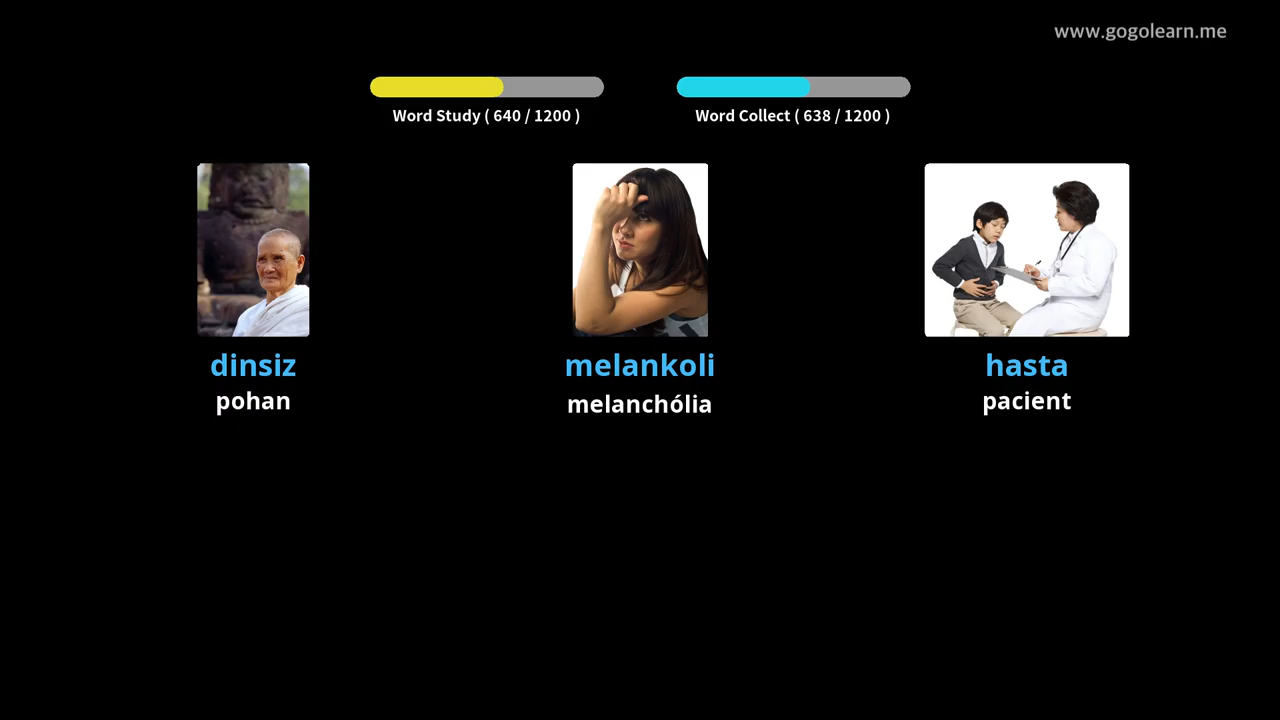 www.gogolearn.me
Word Study ( 640 / 1200 )
Word Collect ( 638 / 1200 )
dinsiz
pohan
melankoli
melanchólia
hasta
pacient